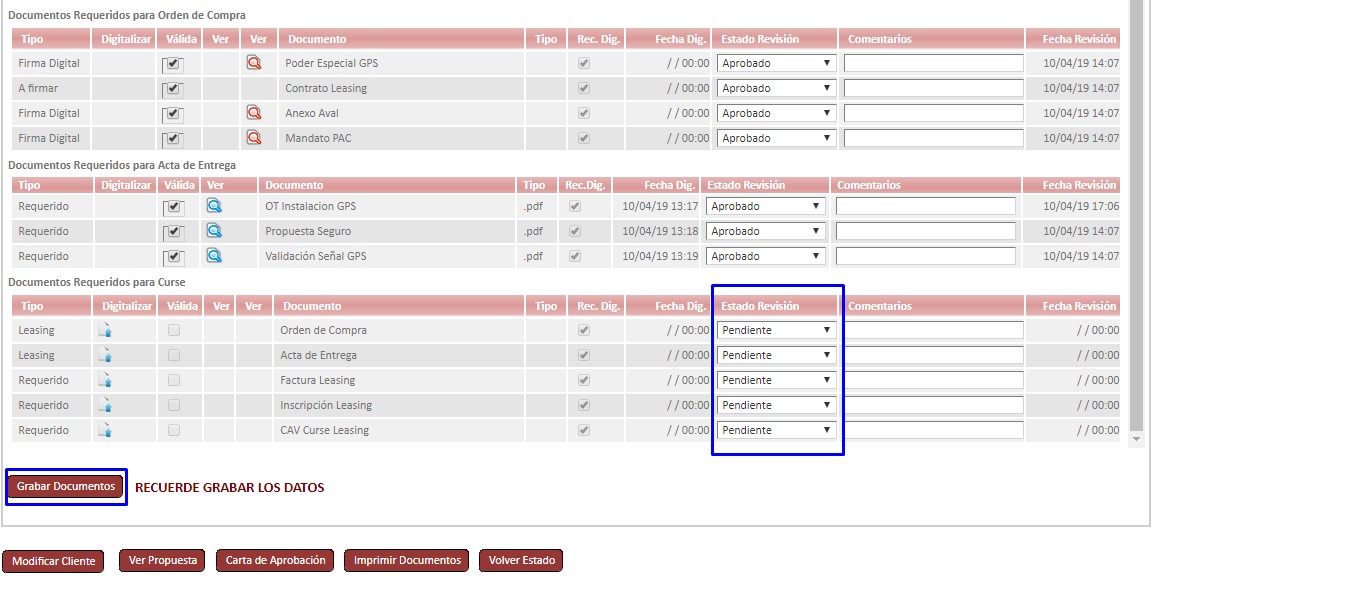 Documentos Requeridos para Orden de Compra
Tipo Digitalizar Válida Ver Ver Documento Tipo Rec. Dig. Fecha Dig. Estado Revisión Comentarios Fecha Revisión
Firma Digital Poder Especial GPS / / 00:00 Aprobado 10/04/19 14:07
A firmar Contrato Leasing / / 00:00 Aprobado 10/04/19 14:07
Firma Digital Anexo Aval / / 00:00 Aprobado 10/04/19 14:07
Firma Digital Mandato PAC / / 00:00 Aprobado 10/04/19 14:07
Documentos Requeridos para Acta de Entrega
Tipo Digitalizar Válida Ver Documento Tipo Rec.Dig. Fecha Dig. Estado Revisión Comentarios Fecha Revisión
Requerido OT Instalacion GPS .pdf 10/04/19 13:17 Aprobado 10/04/19 17:06
Requerido Propuesta Seguro .pdf 10/04/19 13:18 Aprobado 10/04/19 14:07
Requerido Validación Señal GPS .pdf 10/04/19 13:19 Aprobado 10/04/19 14:07
Documentos Requeridos para Curse
Tipo Digitalizar Válida Ver Ver Documento Tipo Rec. Dig. Fecha Dig. Estado Revisión Comentarios Fecha Revisión
Leasing Orden de Compra / / 00:00 Pendiente / / 00:00
Leasing Acta de Entrega / / 00:00 Pendiente / / 00:00
Requerido Factura Leasing / / 00:00 Pendiente / / 00:00
Requerido Inscripción Leasing / / 00:00 Pendiente / / 00:00
Requerido CAV Curse Leasing / / 00:00 Pendiente / / 00:00
Grabar Documentos RECUERDE GRABAR LOS DATOS
Modificar Cliente Ver Propuesta Carta de Aprobación Imprimir Documentos Volver Estado